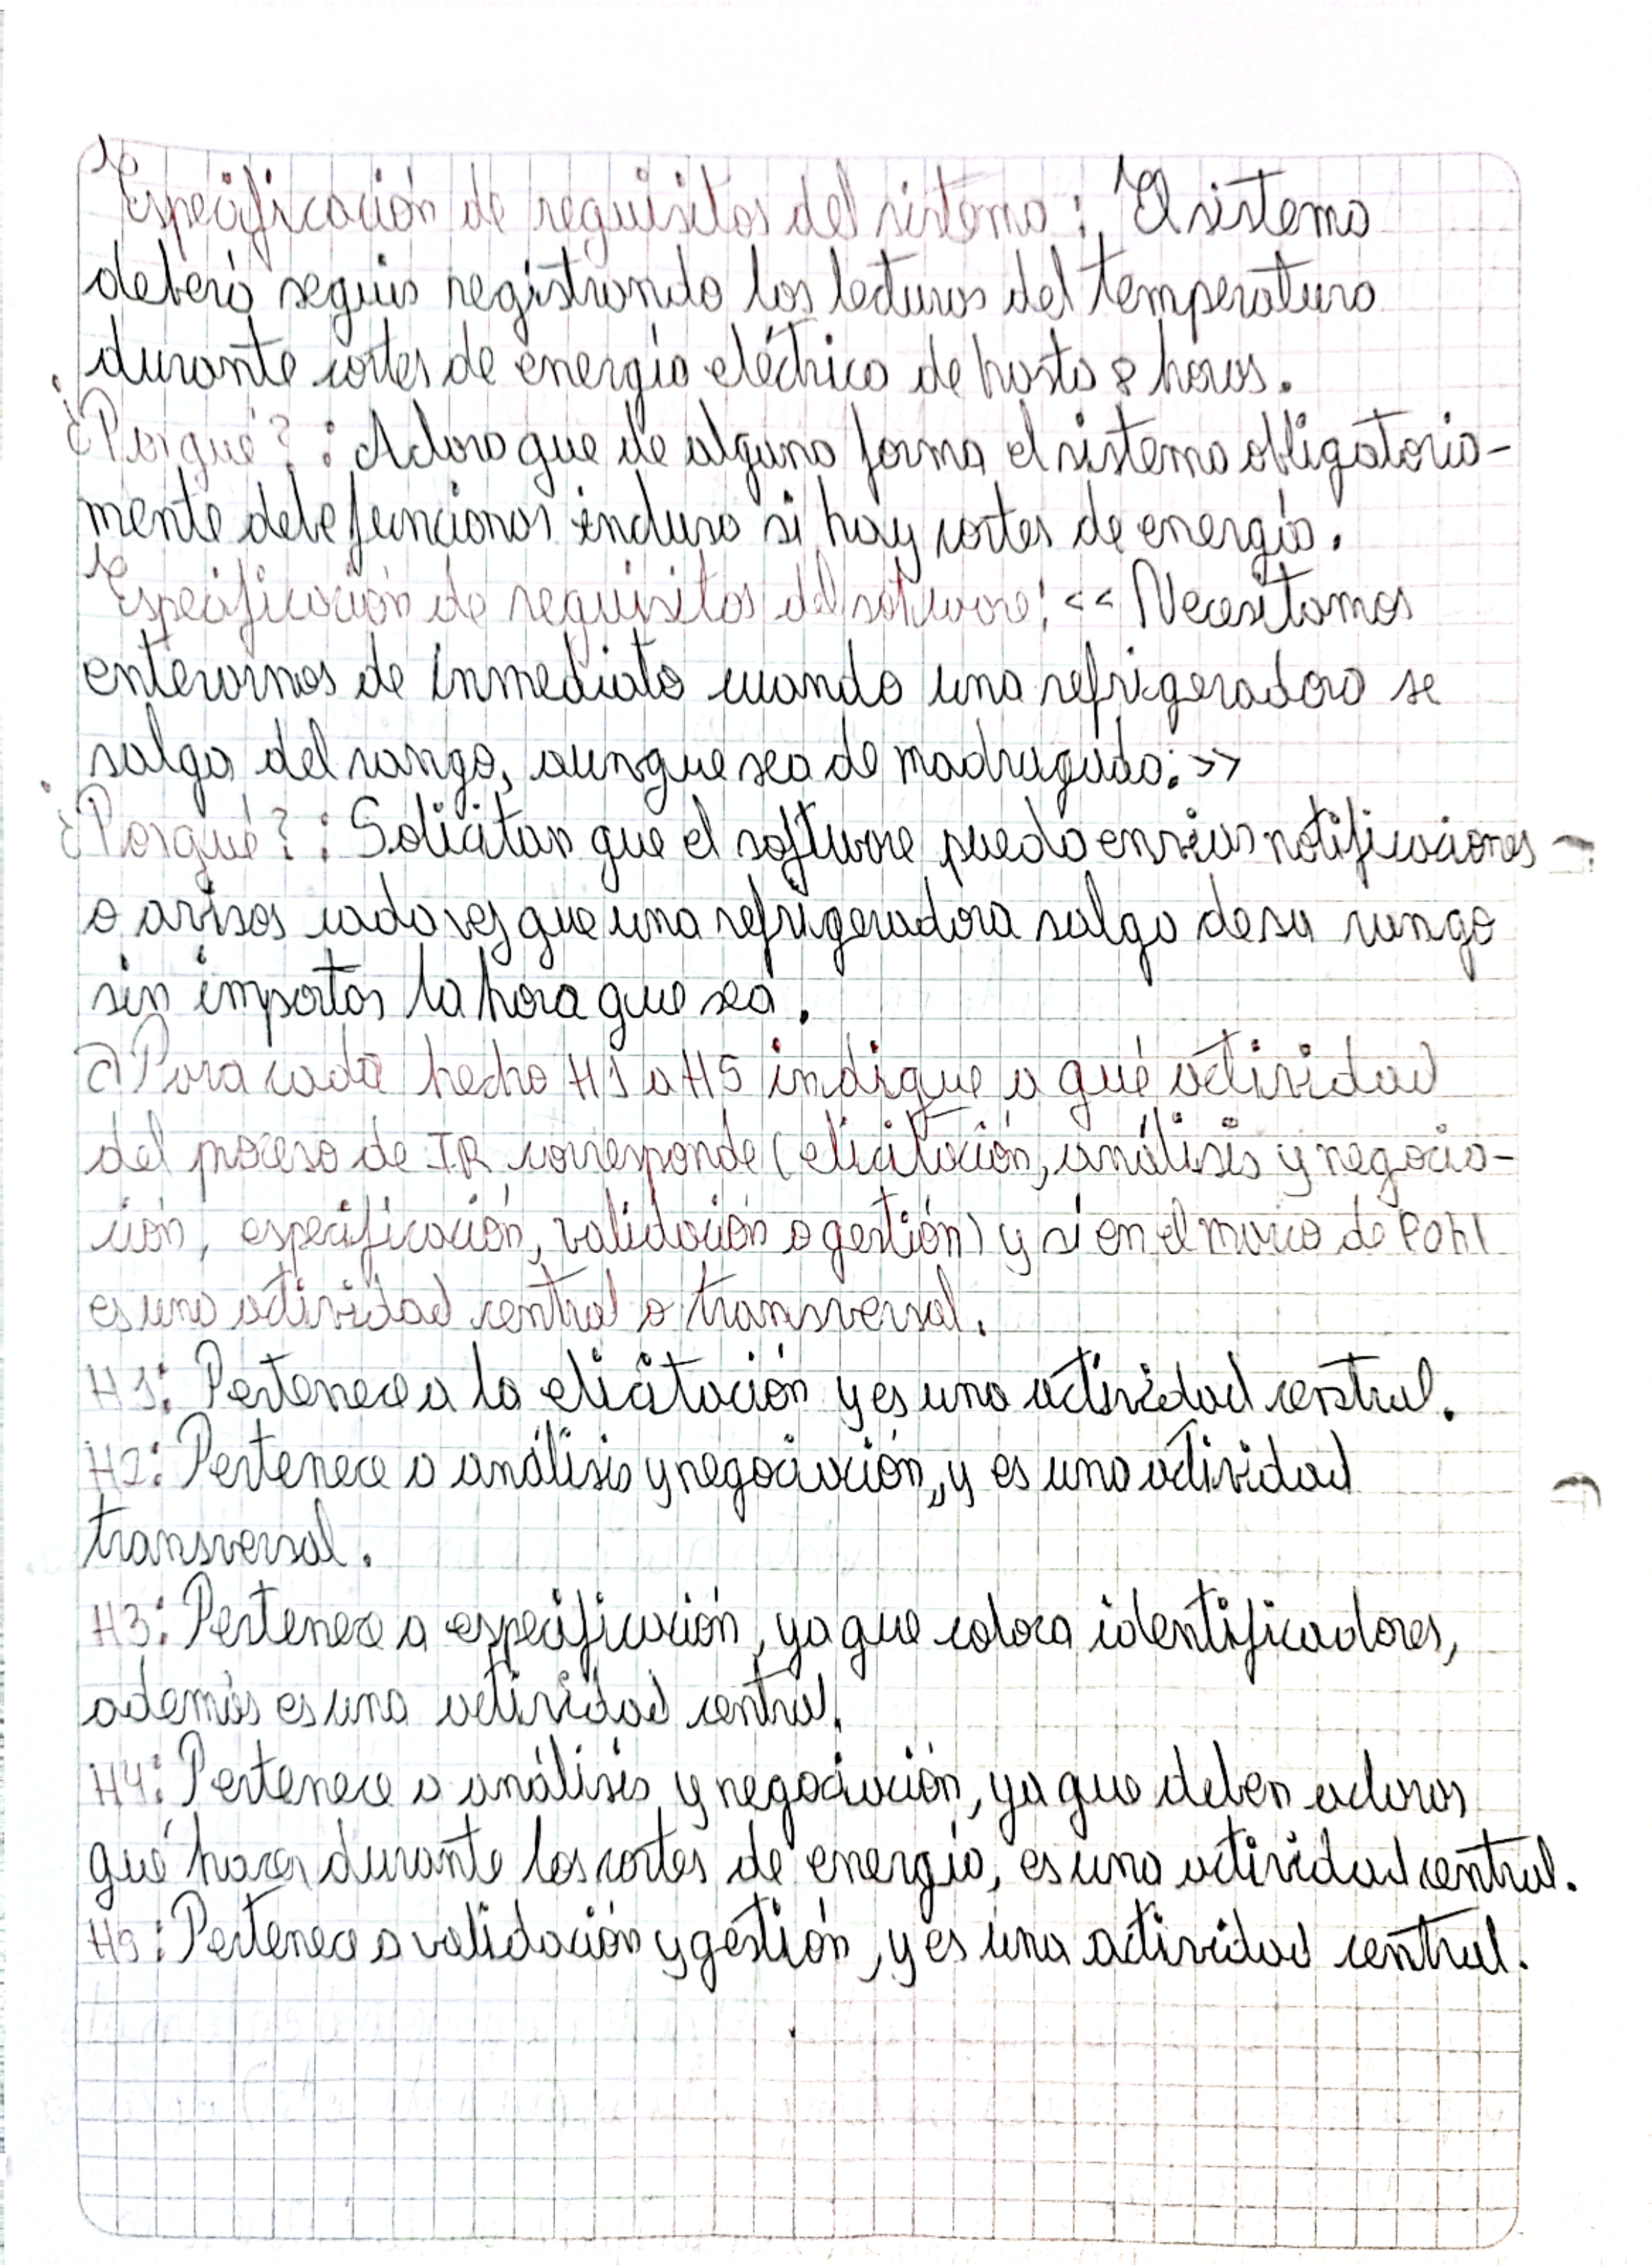 Especificación de requisitos del sistema: El sistema
deberá seguir registrando las lecturas del temperatura
durante cortes de energía eléctrica de hasta 8 horas.
¿Porqué?: Aclara que de alguna forma el sistema obligatoria-
mente debe funcionar incluso si hay cortes de energía.
Especificación de requisitos del software: << Necesitamos
enterarnos de inmediato cuando una refrigeradora se
salga del rango, aunque sea de madrugada. >>
¿Porqué?: Solicitan que el software pueda enviar notificaciones
o avisos cada vez que una refrigeradora salga de su rango
sin importar la hora que sea.
a) Para cada hecho H1 a H5 indique a qué actividad
del proceso de IR corresponde (elicitación, análisis y negocia-
ción, especificación, validación o gestión) y si en el marco de Pohl
es una actividad central o transversal.
H1: Pertenece a la elicitación y es una actividad central.
H2: Pertenece a análisis y negociación, y es una actividad
transversal.
H3: Pertenece a especificación, ya que coloca identificadores,
además es una actividad central.
H4: Pertenece a análisis y negociación, ya que deben aclarar
qué hacer durante los cortes de energía, es una actividad central.
H5: Pertenece a validación y gestión, y es una actividad central.